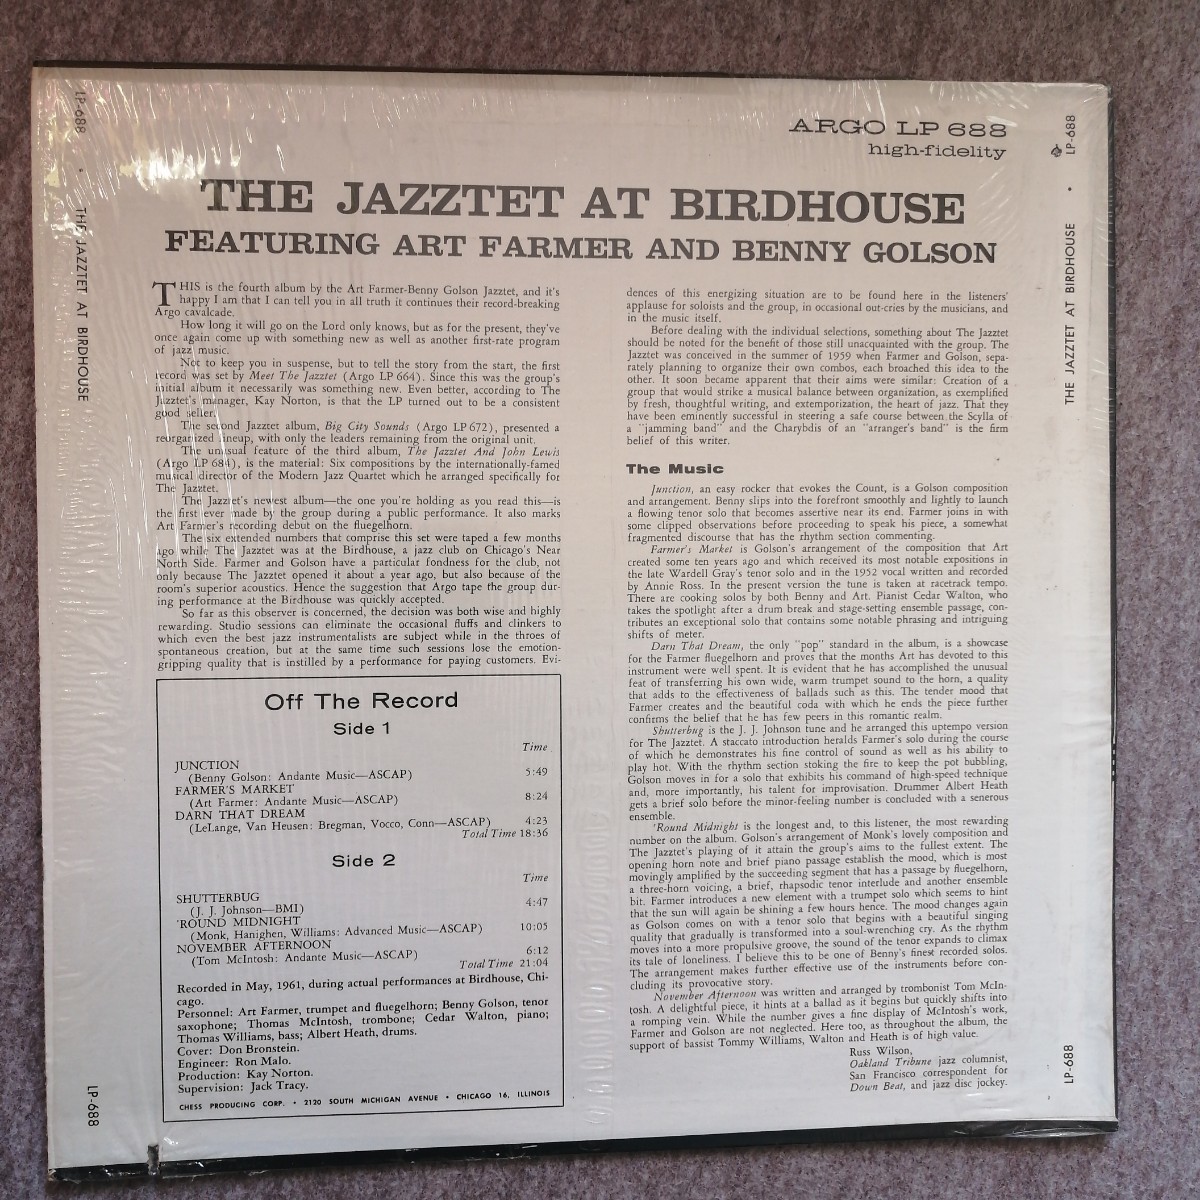 ARGO LP 688
high-fidelity
THE JAZZTET AT BIRDHOUSE
FEATURING ART FARMER AND BENNY GOLSON
THIS is the fourth album by the Art Farmer-Benny Golson Jazztet, and it's
happy I am that I can tell you in all truth it continues their record-breaking
Argo cavalcade.
How long it will go on the Lord only knows, but as for the present, they've
once again come up with something new as well as another first-rate program
of jazz music.
Not to keep you in suspense, but to tell the story from the start, the first
record was set by Meet The Jazztet (Argo LP 664). Since this was the group's
initial album it necessarily was something new. Even better, according to The
Jazztet's manager, Kay Norton, is that the LP turned out to be a consistent
good seller.
The second Jazztet album, Big City Sounds (Argo LP 672), presented a
reorganized lineup, with only the leaders remaining from the original unit.
The unusual feature of the third album, The Jazztet And John Lewis
(Argo LP 684), is the material: Six compositions by the internationally-famed
musical director of the Modern Jazz Quartet which he arranged specifically for
The Jazztet.
The Jazztet's newest album—the one you're holding as you read this—is
the first ever made by the group during a public performance. It also marks
Art Farmer's recording debut on the fluegelhorn.
The six extended numbers that comprise this set were taped a few months
ago while The Jazztet was at the Birdhouse, a jazz club on Chicago's Near
North Side. Farmer and Golson have a particular fondness for the club, not
only because The Jazztet opened it about a year ago, but also because of the
room's superior acoustics. Hence the suggestion that Argo tape the group dur-
ing performance at the Birdhouse was quickly accepted.
So far as this observer is concerned, the decision was both wise and highly
rewarding. Studio sessions can eliminate the occasional fluffs and clinkers to
which even the best jazz instrumentalists are subject while in the throes of
spontaneous creation, but at the same time such sessions lose the emotion-
gripping quality that is instilled by a performance for paying customers. Evi-
dences of this energizing situation are to be found here in the listeners'
applause for soloists and the group, in occasional out-cries by the musicians, and
in the music itself.
Before dealing with the individual selections, something about The Jazztet
should be noted for the benefit of those still unacquainted with the group. The
Jazztet was conceived in the summer of 1959 when Farmer and Golson, sepa-
rately planning to organize their own combos, each broached this idea to the
other. It soon became apparent that their aims were similar: Creation of a
group that would strike a musical balance between organization, as exemplified
by fresh, thoughtful writing, and extemporization, the heart of jazz. That they
have been eminently successful in steering a safe course between the Scylla of
a "jamming band" and the Charybdis of an "arranger's band" is the firm
belief of this writer.
The Music
Junction, an easy rocker that evokes the Count, is a Golson composition
and arrangement. Benny slips into the forefront smoothly and lightly to launch
a flowing tenor solo that becomes assertive near its end. Farmer joins in with
some clipped observations before proceeding to speak his piece, a somewhat
fragmented discourse that has the rhythm section commenting.
Farmer's Market is Golson's arrangement of the composition that Art
created some ten years ago and which received its most notable expositions in
the late Wardell Gray's tenor solo and in the 1952 vocal written and recorded
by Annie Ross. In the present version the tune is taken at racetrack tempo.
There are cooking solos by both Benny and Art. Pianist Cedar Walton, who
takes the spotlight after a drum break and stage-setting ensemble passage, con-
tributes an exceptional solo that contains some notable phrasing and intriguing
shifts of meter.
Darn That Dream, the only "pop" standard in the album, is a showcase
for the Farmer fluegelhorn and proves that the months Art has devoted to this
instrument were well spent. It is evident that he has accomplished the unusual
feat of transferring his own wide, warm trumpet sound to the horn, a quality
that adds to the effectiveness of ballads such as this. The tender mood that
Farmer creates and the beautiful coda with which he ends the piece further
confirms the belief that he has few peers in this romantic realm.
Shutterbug is the J. J. Johnson tune and he arranged this uptempo version
for The Jazztet. A staccato introduction heralds Farmer's solo during the course
of which he demonstrates his fine control of sound as well as his ability to
play hot. With the rhythm section stoking the fire to keep the pot bubbling,
Golson moves in for a solo that exhibits his command of high-speed technique
and, more importantly, his talent for improvisation. Drummer Albert Heath
gets a brief solo before the minor-feeling number is concluded with a senerous
ensemble.
'Round Midnight is the longest and, to this listener, the most rewarding
number on the album. Golson's arrangement of Monk's lovely composition and
The Jazztet's playing of it attain the group's aims to the fullest extent. The
opening horn note and brief piano passage establish the mood, which is most
movingly amplified by the succeeding segment that has a passage by fluegelhorn,
a three-horn voicing, a brief, rhapsodic tenor interlude and another ensemble
bit. Farmer introduces a new element with a trumpet solo which seems to hint
that the sun will again be shining a few hours hence. The mood changes again
as Golson comes on with a tenor solo that begins with a beautiful singing
quality that gradually is transformed into a soul-wrenching cry. As the rhythm
moves into a more propulsive groove, the sound of the tenor expands to climax
its tale of loneliness. I believe this to be one of Benny's finest recorded solos.
The arrangement makes further effective use of the instruments before con-
cluding its provocative story.
November Afternoon was written and arranged by trombonist Tom McIn-
tosh. A delightful piece, it hints at a ballad as it begins but quickly shifts into
a romping vein. While the number gives a fine display of McIntosh's work,
Farmer and Golson are not neglected. Here too, as throughout the album, the
support of bassist Tommy Williams, Walton and Heath is of high value.
Russ Wilson,
Oakland Tribune jazz columnist,
San Francisco correspondent for
Down Beat, and jazz disc jockey.
Off The Record
Side 1
Time
JUNCTION
(Benny Golson: Andante Music—ASCAP) 5:49
FARMER'S MARKET
(Art Farmer: Andante Music—ASCAP) 8:24
DARN THAT DREAM
(LeLange, Van Heusen: Bregman, Vocco, Conn—ASCAP) 4:23
Total Time 18:36
Side 2
Time
SHUTTERBUG
(J. J. Johnson—BMI) 4:47
'ROUND MIDNIGHT
(Monk, Hanighen, Williams: Advanced Music—ASCAP) 10:05
NOVEMBER AFTERNOON
(Tom McIntosh: Andante Music—ASCAP) 6:12
Total Time 21:04
Recorded in May, 1961, during actual performances at Birdhouse, Chi-
cago.
Personnel: Art Farmer, trumpet and fluegelhorn; Benny Golson, tenor
saxophone; Thomas McIntosh, trombone; Cedar Walton, piano;
Thomas Williams, bass; Albert Heath, drums.
Cover: Don Bronstein.
Engineer: Ron Malo.
Production: Kay Norton.
Supervision: Jack Tracy.
CHESS PRODUCING CORP. • 2120 SOUTH MICHIGAN AVENUE • CHICAGO 16, ILLINOIS
LP-688 • THE JAZZTET AT BIRDHOUSE
LP-688
LP-688 • THE JAZZTET AT BIRDHOUSE
LP-688